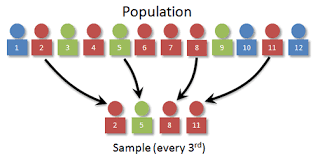 Population
1 2 3 4 5 6 7 8 9 10 11 12
2 5 8 11
Sample (every 3rd)